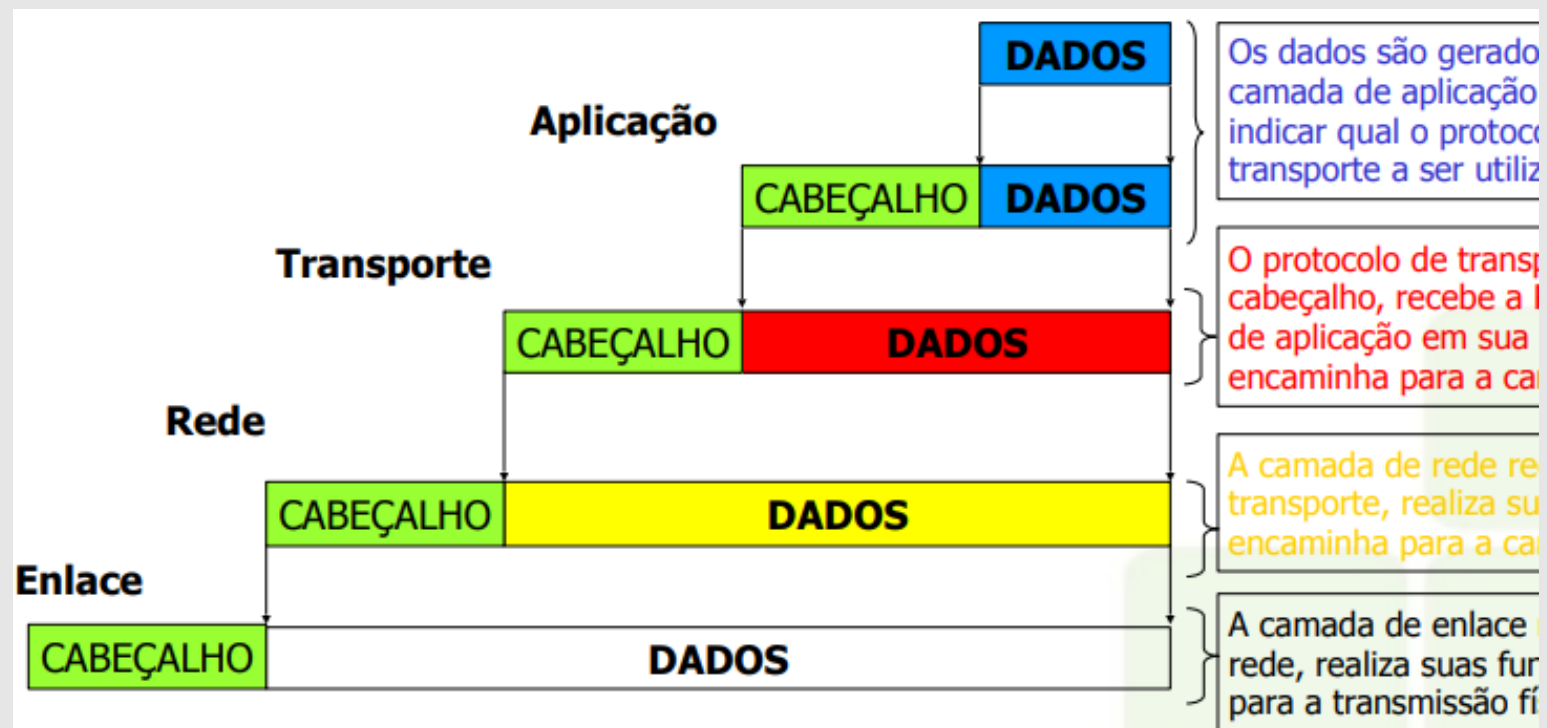 DADOS
Os dados são gerado
camada de aplicação
indicar qual o protoco
transporte a ser utiliz
Aplicação
CABEÇALHO DADOS
Transporte
O protocolo de transp
cabeçalho, recebe a
de aplicação em sua
encaminha para a ca
CABEÇALHO DADOS
Rede
A camada de rede re
transporte, realiza su
encaminha para a ca
CABEÇALHO DADOS
Enlace
A camada de enlace
rede, realiza suas fun
para a transmissão fí
CABEÇALHO DADOS